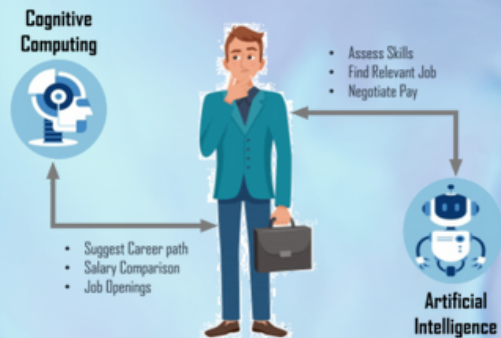 Cognitive
Computing
• Assess Skills
• Find Relevant Job
• Negotiate Pay
• Suggest Career path
• Salary Comparison
• Job Openings
Artificial
Intelligence